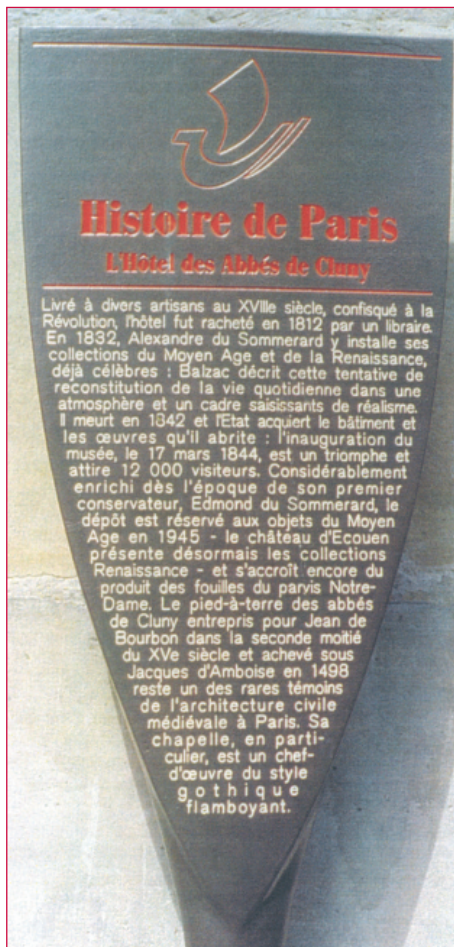 Histoire de Paris
L'Hôtel des Abbés de Cluny
Livré à divers artisans au XVIIIe siècle, confisqué à la
Révolution, l'hôtel fut racheté en 1812 par un libraire.
En 1832, Alexandre du Sommerard y installe ses
collections du Moyen Age et de la Renaissance,
déjà célèbres : Balzac décrit cette tentative de
reconstitution de la vie quotidienne dans une
atmosphère et un cadre saisissants de réalisme.
Il meurt en 1842 et l'Etat acquiert le bâtiment et
les œuvres qu'il abrite : l'inauguration du
musée, le 17 mars 1844, est un triomphe et
attire 12 000 visiteurs. Considérablement
enrichi dès l'époque de son premier
conservateur, Edmond du Sommerard, le
dépôt est réservé aux objets du Moyen
Age en 1945 - le château d'Ecouen
présente désormais les collections
Renaissance - et s'accroît encore du
produit des fouilles du parvis Notre-
Dame. Le pied-à-terre des abbés
de Cluny entrepris pour Jean de
Bourbon dans la seconde moitié
du XVe siècle et achevé sous
Jacques d'Amboise en 1498
reste un des rares témoins
de l'architecture civile
médiévale à Paris. Sa
chapelle, en parti-
culier, est un chef-
d'œuvre du style
gothique
flamboyant.